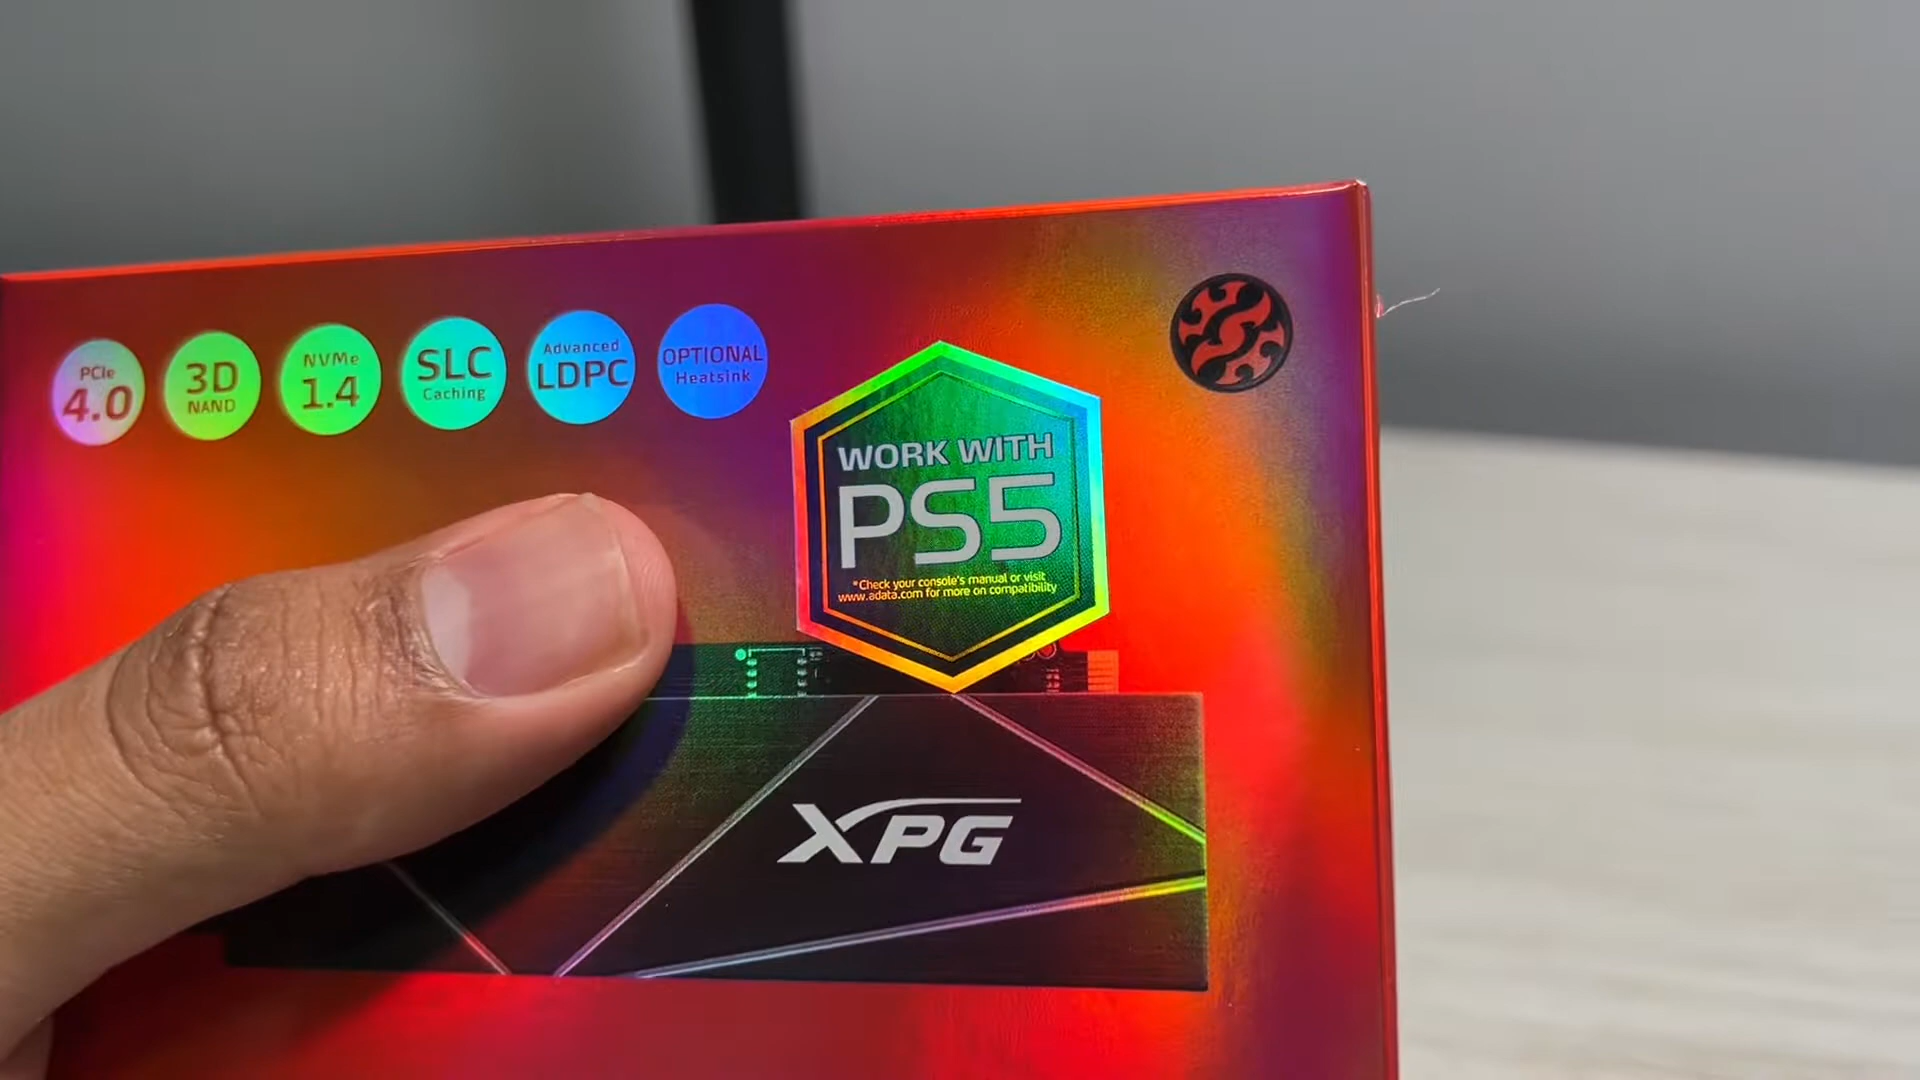 PCIe
4.0
3D
NAND
NVMe
1.4
SLC
Caching
Advanced
LDPC
OPTIONAL
Heatsink
WORK WITH
PS5
*Check your console's manual or visit
www.adata.com for more on compatibility
XPG